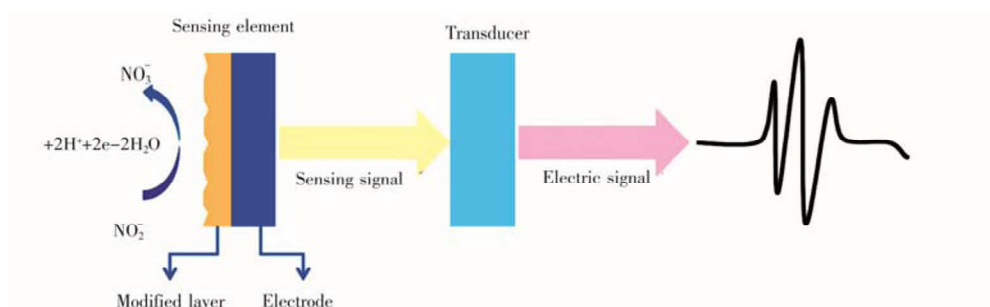 Sensing element
Transducer
NO₃⁻
+2H⁺+2e−2H₂O
Sensing signal
Electric signal
NO₂⁻
Modified layer
Electrode